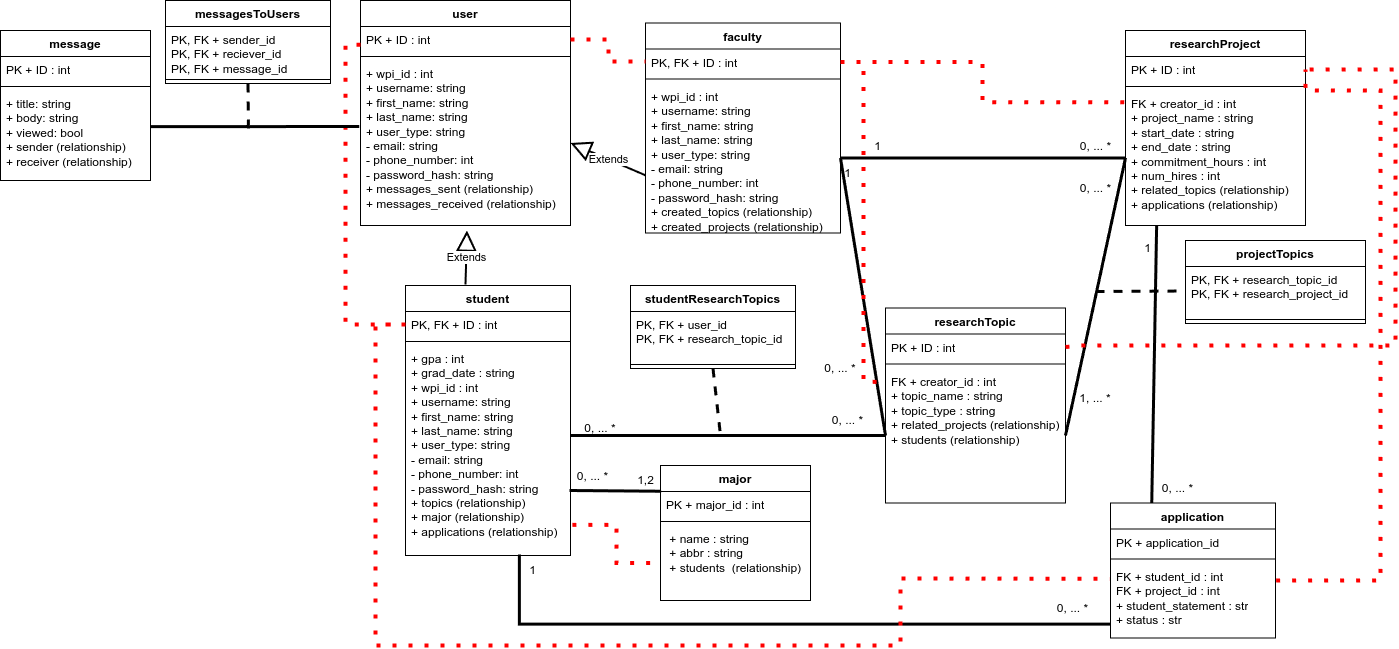 message
PK + ID : int
+ title: string
+ body: string
+ viewed: bool
+ sender (relationship)
+ receiver (relationship)
messagesToUsers
PK, FK + sender_id
PK, FK + reciever_id
PK, FK + message_id
user
PK + ID : int
+ wpi_id : int
+ username: string
+ first_name: string
+ last_name: string
+ user_type: string
- email: string
- phone_number: int
- password_hash: string
+ messages_sent (relationship)
+ messages_received (relationship)
Extends
Extends
faculty
PK, FK + ID : int
+ wpi_id : int
+ username: string
+ first_name: string
+ last_name: string
+ user_type: string
- email: string
- phone_number: int
- password_hash: string
+ created_topics (relationship)
+ created_projects (relationship)
1
0, ... *
1
0, ... *
researchProject
PK + ID : int
FK + creator_id : int
+ project_name : string
+ start_date : string
+ end_date : string
+ commitment_hours : int
+ num_hires : int
+ related_topics (relationship)
+ applications (relationship)
1
projectTopics
PK, FK + research_topic_id
PK, FK + research_project_id
student
PK, FK + ID : int
+ gpa : int
+ grad_date : string
+ wpi_id : int
+ username: string
+ first_name: string
+ last_name: string
+ user_type: string
- email: string
- phone_number: int
- password_hash: string
+ topics (relationship)
+ major (relationship)
+ applications (relationship)
studentResearchTopics
PK, FK + user_id
PK, FK + research_topic_id
researchTopic
PK + ID : int
FK + creator_id : int
+ topic_name : string
+ topic_type : string
+ related_projects (relationship)
+ students (relationship)
0, ... *
1, ... *
0, ... *
0, ... *
0, ... *
1,2
major
PK + major_id : int
+ name : string
+ abbr : string
+ students (relationship)
0, ... *
application
PK + application_id
FK + student_id : int
FK + project_id : int
+ student_statement : str
+ status : str
1
0, ... *